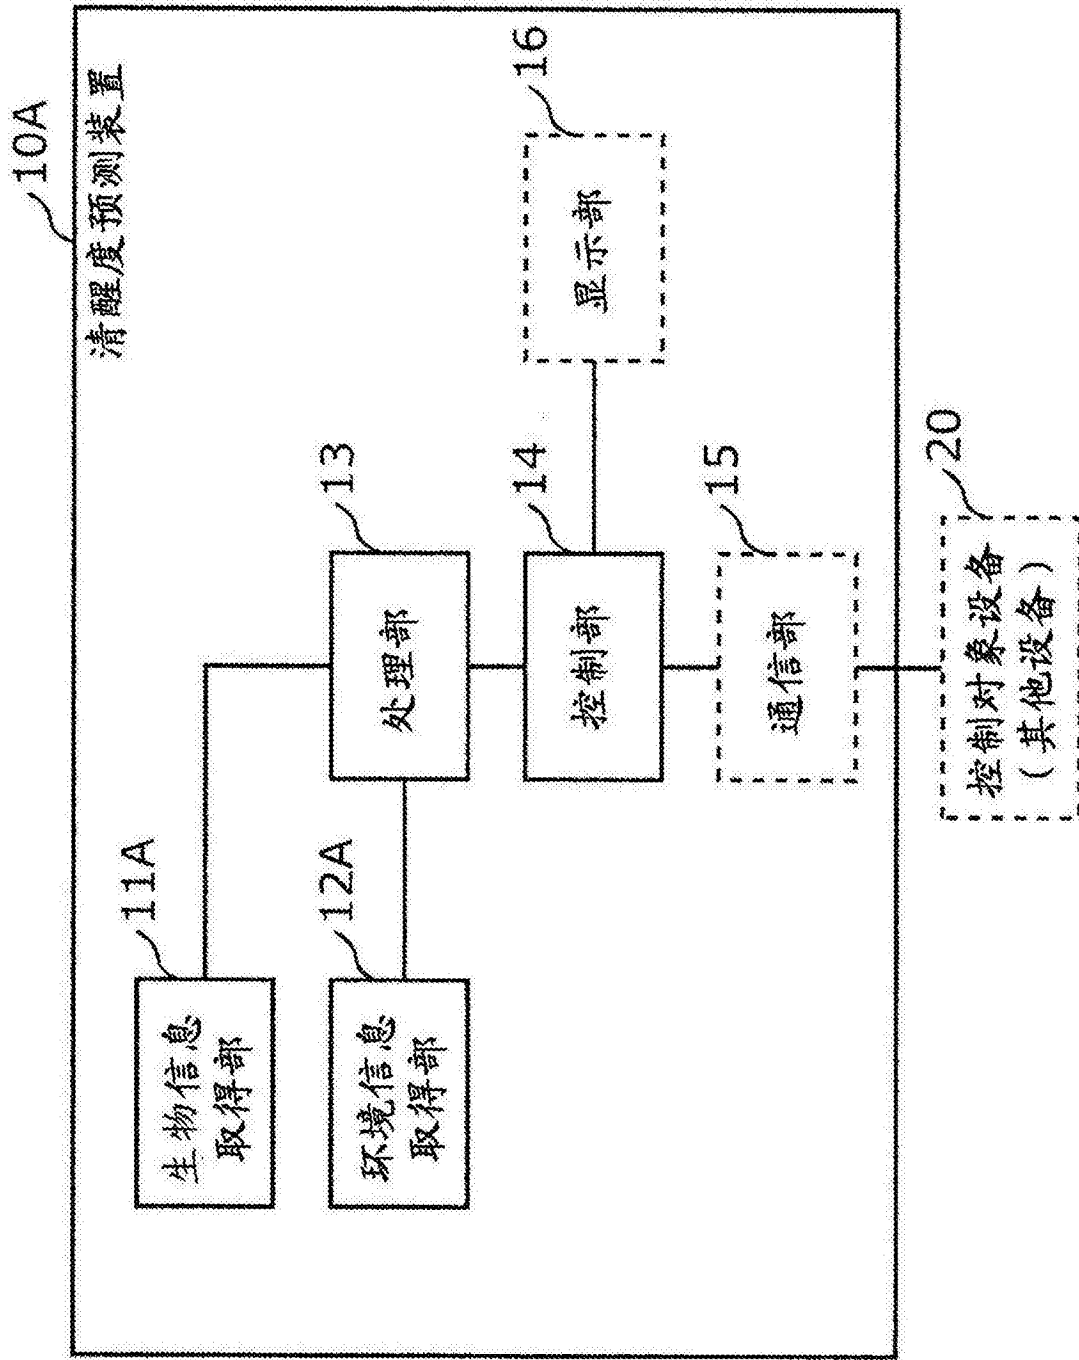 10A
清醒度预测装置
11A
生物信息
取得部
12A
环境信息
取得部
13
处理部
14
控制部
15
通信部
16
显示部
20
控制对象设备
（其他设备）